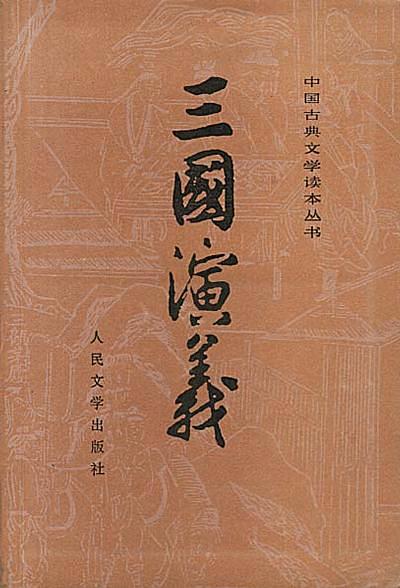 中国古典文学读本丛书
三國演義
人民文学出版社